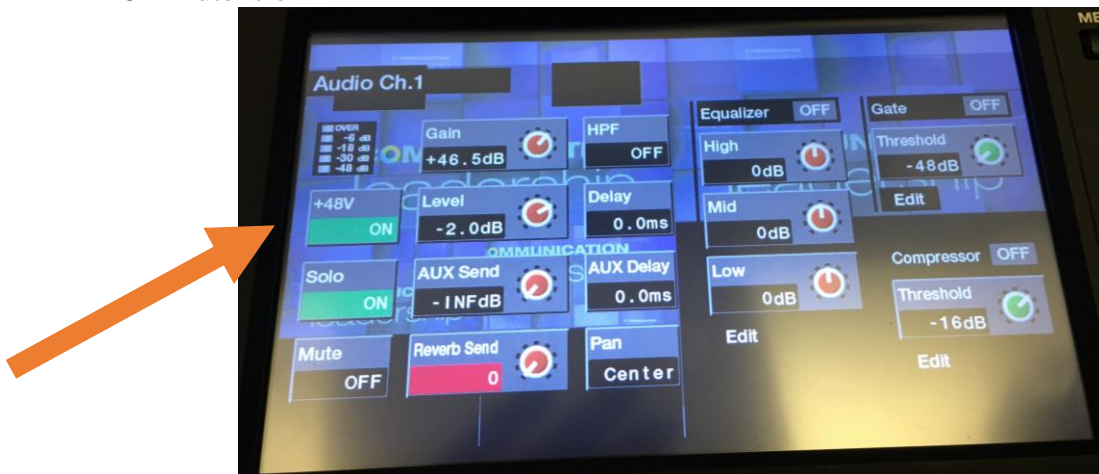 ME
Audio Ch.1
OVER
-6 dB
-18 dB
-30 dB
-48 dB
Gain
+46.5dB
HPF
OFF
+48V
ON
Level
-2.0dB
Delay
0.0ms
Solo
ON
AUX Send
-INFdB
AUX Delay
0.0ms
Mute
OFF
Reverb Send
0
Pan
Center
Equalizer OFF
High
0dB
Mid
0dB
Low
0dB
Edit
Gate OFF
Threshold
-48dB
Edit
Compressor OFF
Threshold
-16dB
Edit
OMMUNICATION
leadership